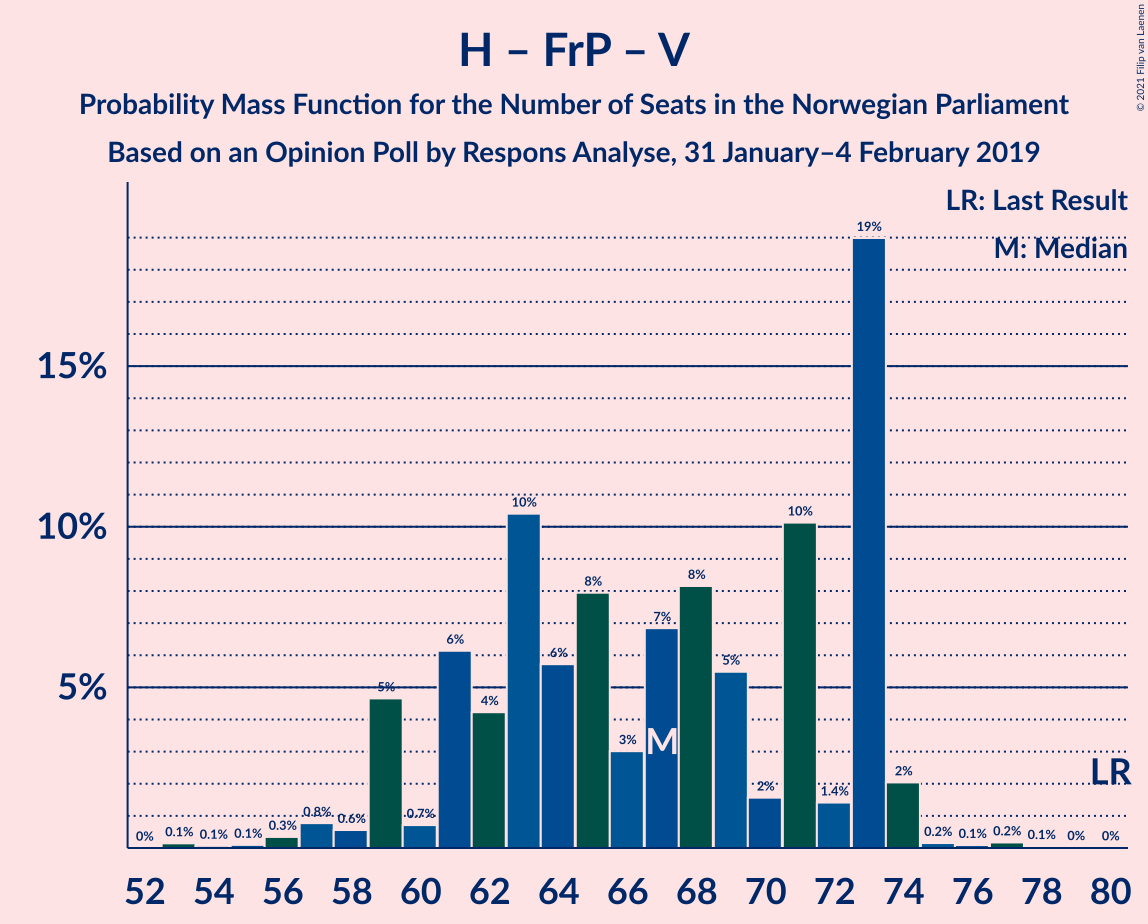 H – FrP – V
Probability Mass Function for the Number of Seats in the Norwegian Parliament
Based on an Opinion Poll by Respons Analyse, 31 January–4 February 2019
© 2021 Filip van Laenen
LR: Last Result
M: Median
15%
10%
5%
0% 0.1% 0.1% 0.1% 0.3% 0.8% 0.6% 5% 0.7% 6% 4% 10% 6% 8% 3% 7% 8% 5% 2% 10% 1.4% 19% 2% 0.2% 0.1% 0.2% 0.1% 0% 0%
M
LR
52 54 56 58 60 62 64 66 68 70 72 74 76 78 80